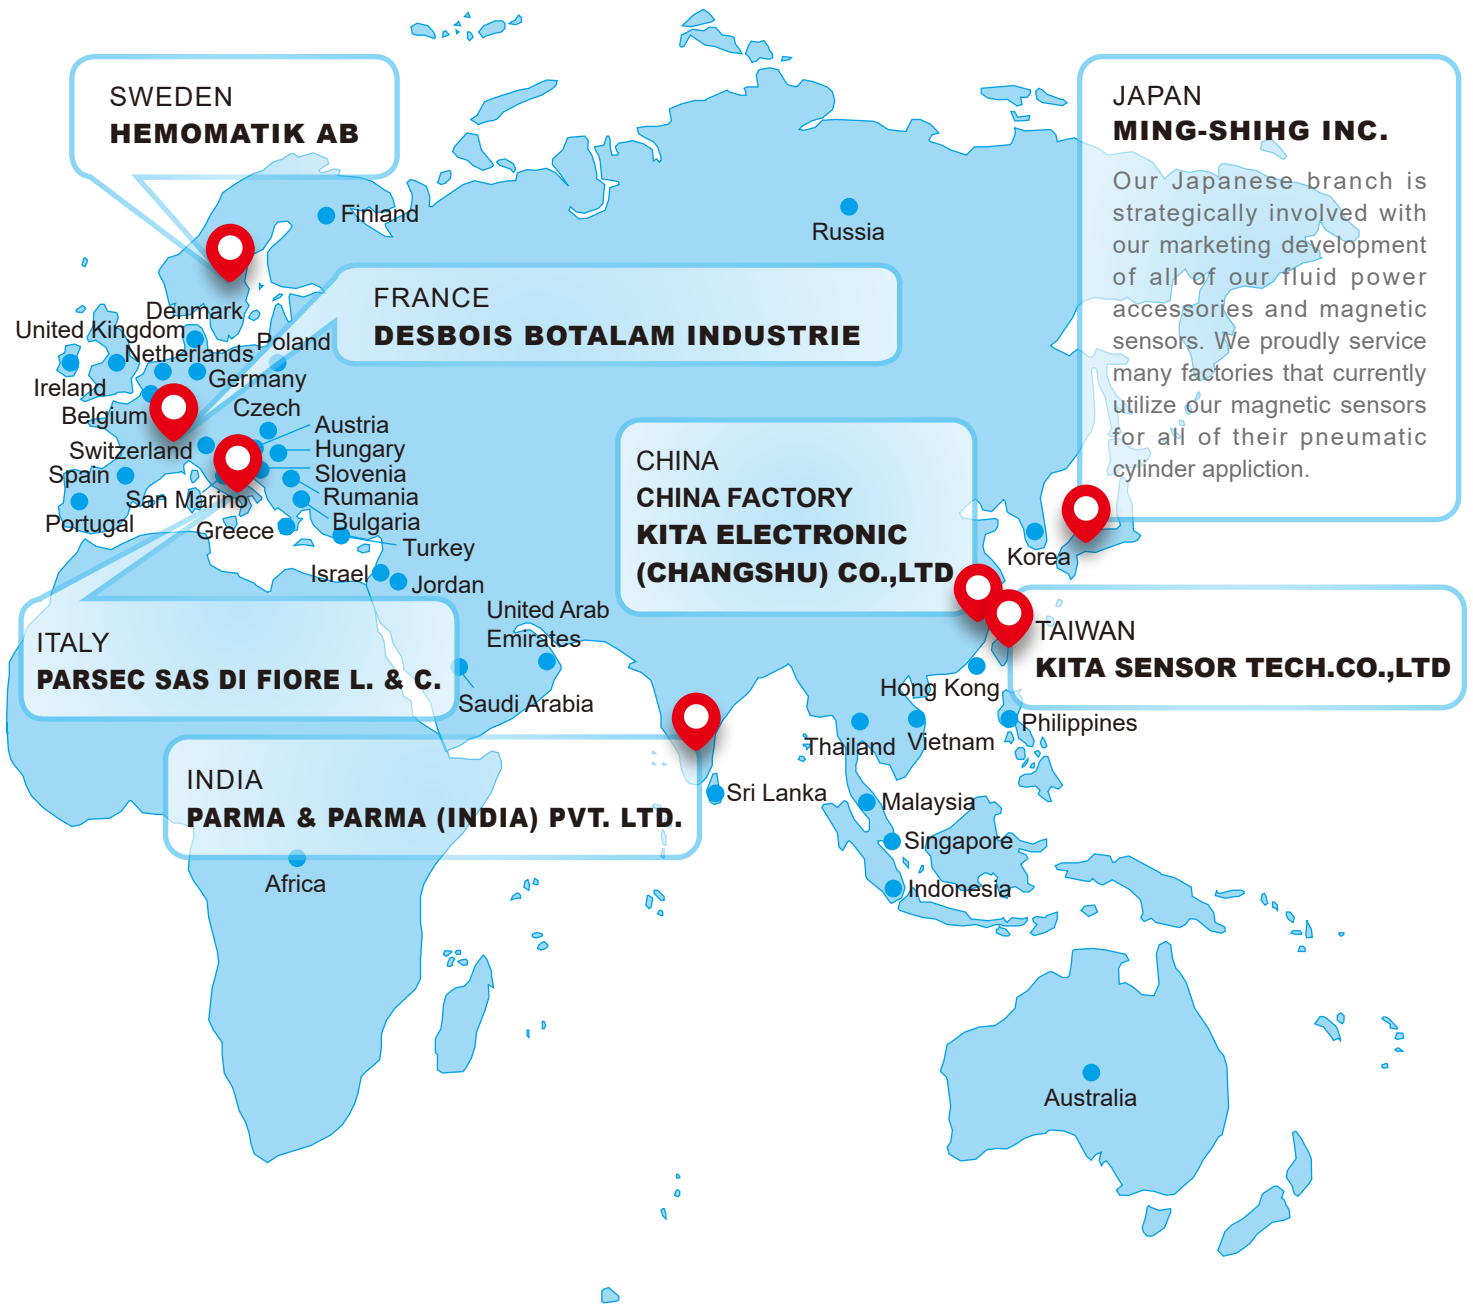 SWEDEN
HEMOMATIK AB
JAPAN
MING-SHIHG INC.
Our Japanese branch is
strategically involved with
our marketing development
of all of our fluid power
accessories and magnetic
sensors. We proudly service
many factories that currently
utilize our magnetic sensors
for all of their pneumatic
cylinder appliction.
Finland
Russia
FRANCE
DESBOIS BOTALAM INDUSTRIE
Denmark
United Kingdom
Poland
Netherlands
Germany
Ireland
Belgium
Czech
Austria
Switzerland
Hungary
Slovenia
Spain
San Marino
Rumania
Portugal
Bulgaria
Greece
Turkey
Israel
Jordan
CHINA
CHINA FACTORY
KITA ELECTRONIC
(CHANGSHU) CO.,LTD
Korea
United Arab
Emirates
ITALY
PARSEC SAS DI FIORE L. & C.
Saudi Arabia
TAIWAN
KITA SENSOR TECH.CO.,LTD
Hong Kong
Philippines
Thailand
Vietnam
INDIA
PARMA & PARMA (INDIA) PVT. LTD.
Sri Lanka
Malaysia
Singapore
Africa
Indonesia
Australia